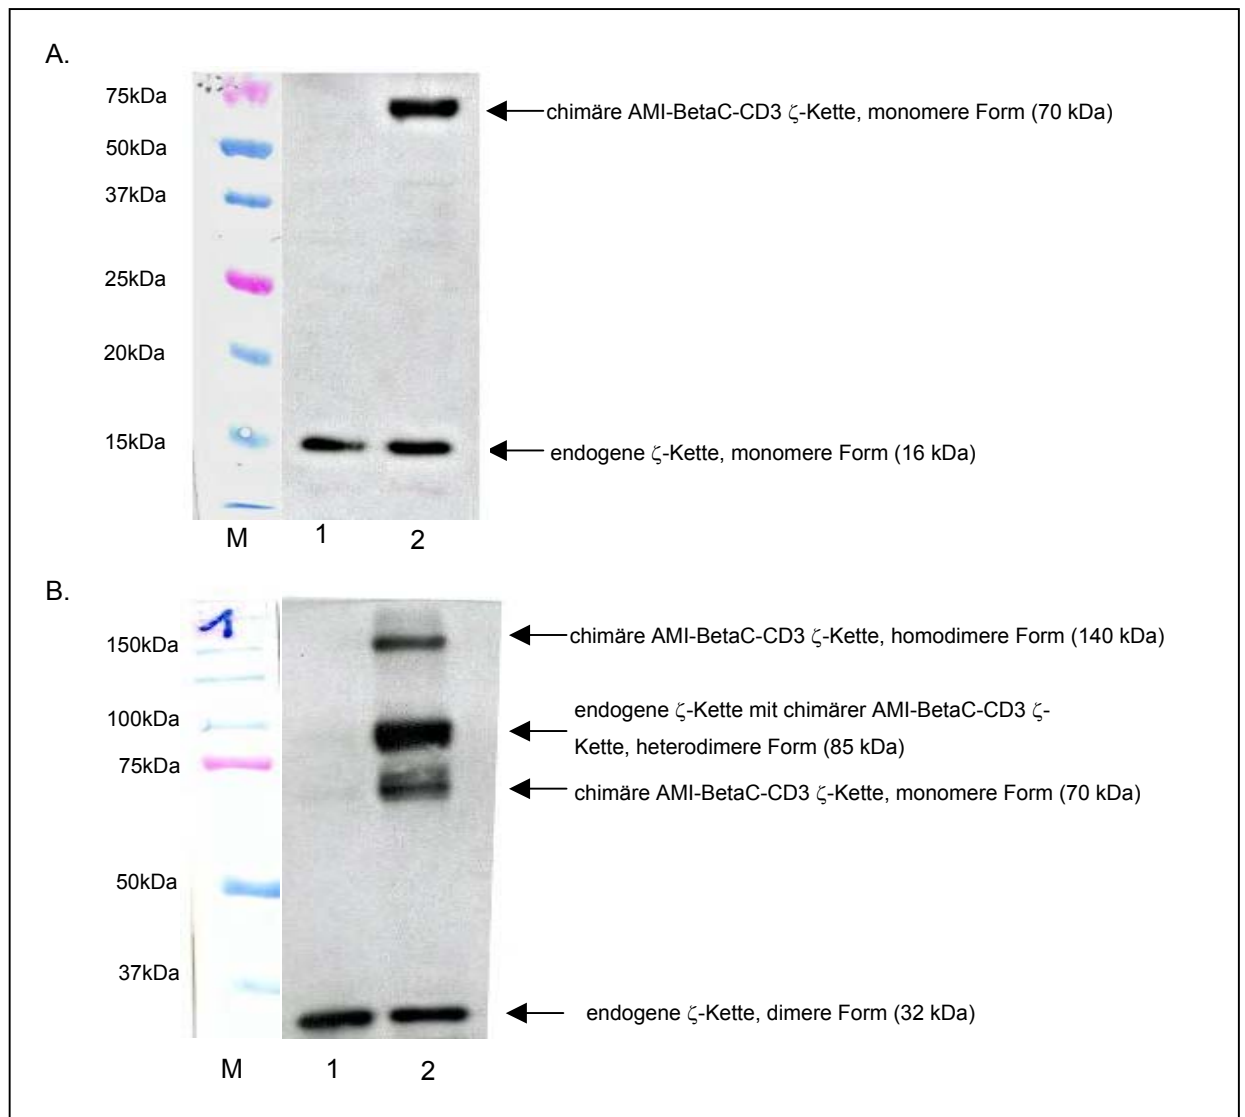 A.
75kDa
chimäre AMI-BetaC-CD3 ζ-Kette, monomere Form (70 kDa)
50kDa
37kDa
25kDa
20kDa
15kDa
endogene ζ-Kette, monomere Form (16 kDa)
M 1 2
B.
1
150kDa
chimäre AMI-BetaC-CD3 ζ-Kette, homodimere Form (140 kDa)
100kDa
endogene ζ-Kette mit chimärer AMI-BetaC-CD3 ζ-
Kette, heterodimere Form (85 kDa)
75kDa
chimäre AMI-BetaC-CD3 ζ-Kette, monomere Form (70 kDa)
50kDa
37kDa
endogene ζ-Kette, dimere Form (32 kDa)
M 1 2